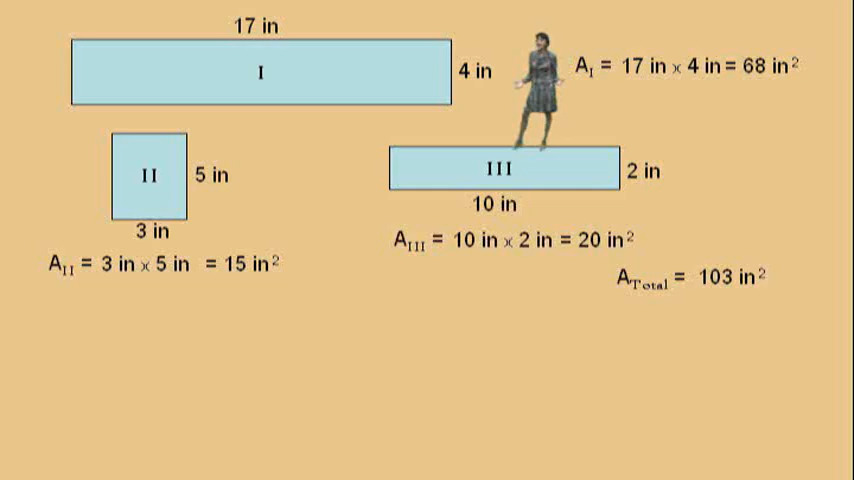 17 in
I
4 in
A_I = 17 in x 4 in = 68 in²
II
5 in
3 in
A_II = 3 in x 5 in = 15 in²
III
2 in
10 in
A_III = 10 in x 2 in = 20 in²
A_Total = 103 in²